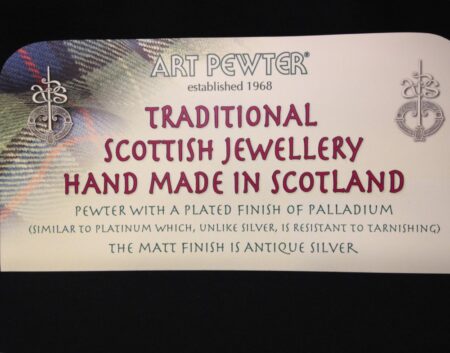 ART PEWTER®
established 1968
TRADITIONAL
SCOTTISH JEWELLERY
HAND MADE IN SCOTLAND
PEWTER WITH A PLATED FINISH OF PALLADIUM
(SIMILAR TO PLATINUM WHICH, UNLIKE SILVER, IS RESISTANT TO TARNISHING)
THE MATT FINISH IS ANTIQUE SILVER